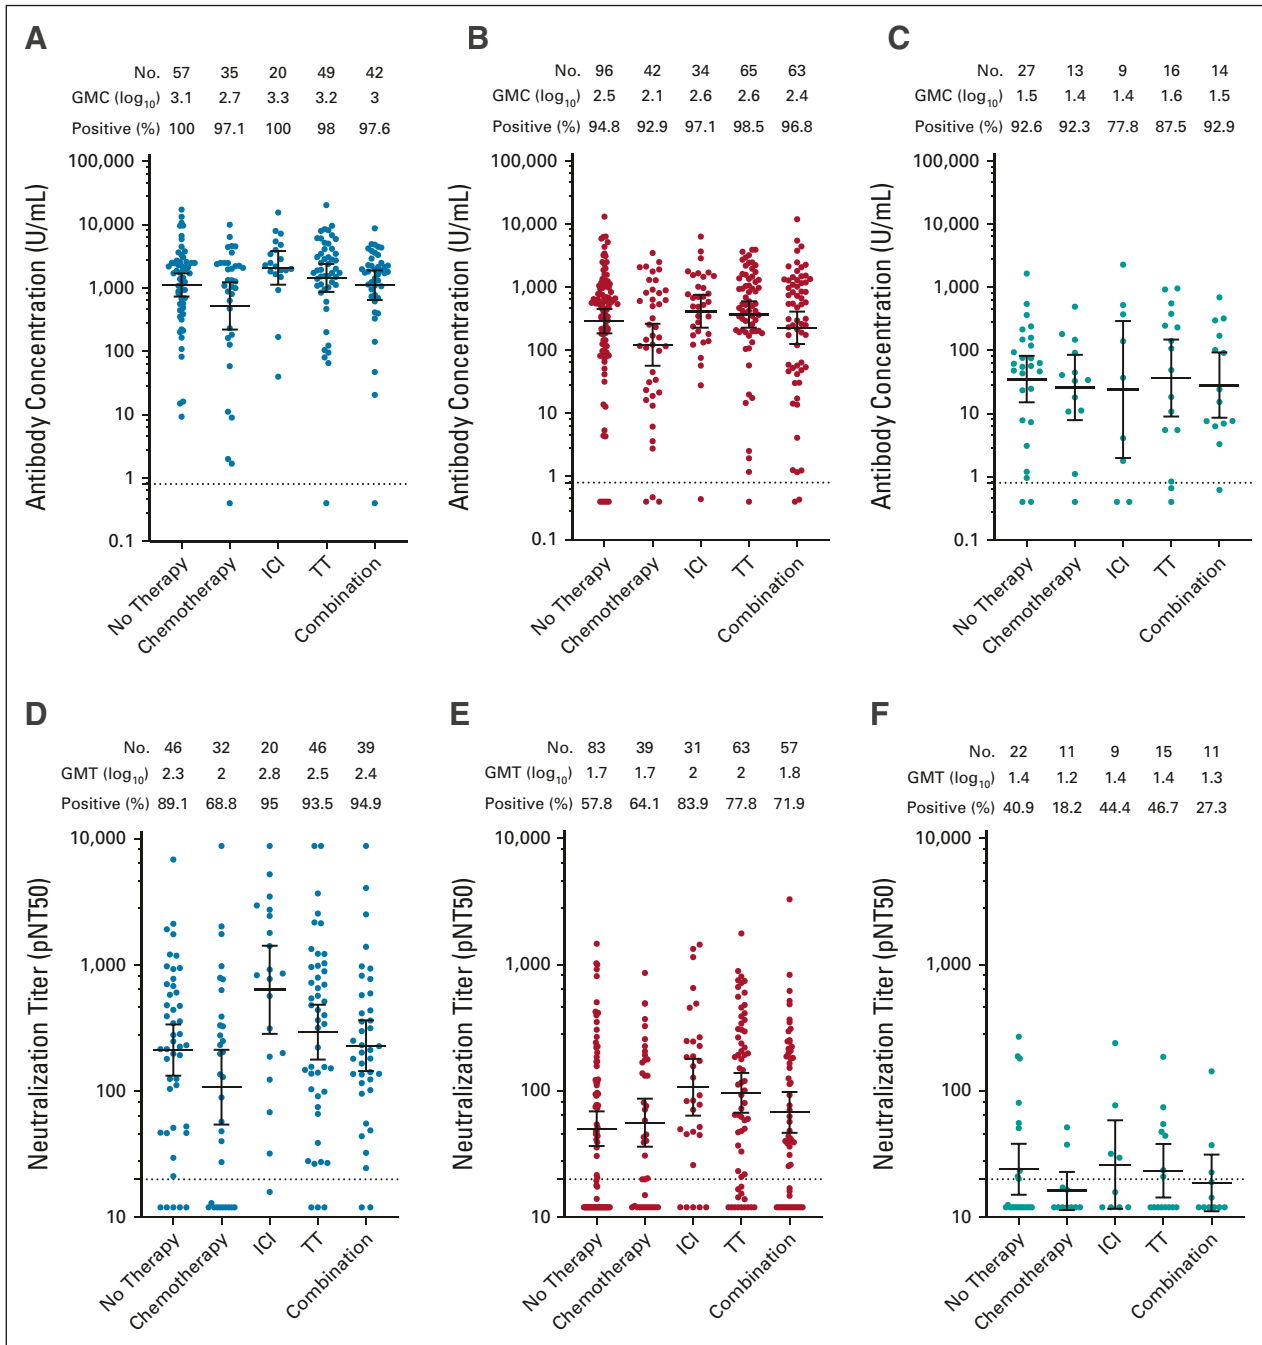 A
No. 57 35 20 49 42
GMC (log10) 3.1 2.7 3.3 3.2 3
Positive (%) 100 97.1 100 98 97.6
Antibody Concentration (U/mL)
100,000
10,000
1,000
100
10
1
0.1
No Therapy
Chemotherapy
ICI
TT
Combination
B
No. 96 42 34 65 63
GMC (log10) 2.5 2.1 2.6 2.6 2.4
Positive (%) 94.8 92.9 97.1 98.5 96.8
Antibody Concentration (U/mL)
100,000
10,000
1,000
100
10
1
0.1
No Therapy
Chemotherapy
ICI
TT
Combination
C
No. 27 13 9 16 14
GMC (log10) 1.5 1.4 1.4 1.6 1.5
Positive (%) 92.6 92.3 77.8 87.5 92.9
Antibody Concentration (U/mL)
100,000
10,000
1,000
100
10
1
0.1
No Therapy
Chemotherapy
ICI
TT
Combination
D
No. 46 32 20 46 39
GMT (log10) 2.3 2 2.8 2.5 2.4
Positive (%) 89.1 68.8 95 93.5 94.9
Neutralization Titer (pNT50)
10,000
1,000
100
10
No Therapy
Chemotherapy
ICI
TT
Combination
E
No. 83 39 31 63 57
GMT (log10) 1.7 1.7 2 2 1.8
Positive (%) 57.8 64.1 83.9 77.8 71.9
Neutralization Titer (pNT50)
10,000
1,000
100
10
No Therapy
Chemotherapy
ICI
TT
Combination
F
No. 22 11 9 15 11
GMT (log10) 1.4 1.2 1.4 1.4 1.3
Positive (%) 40.9 18.2 44.4 46.7 27.3
Neutralization Titer (pNT50)
10,000
1,000
100
10
No Therapy
Chemotherapy
ICI
TT
Combination